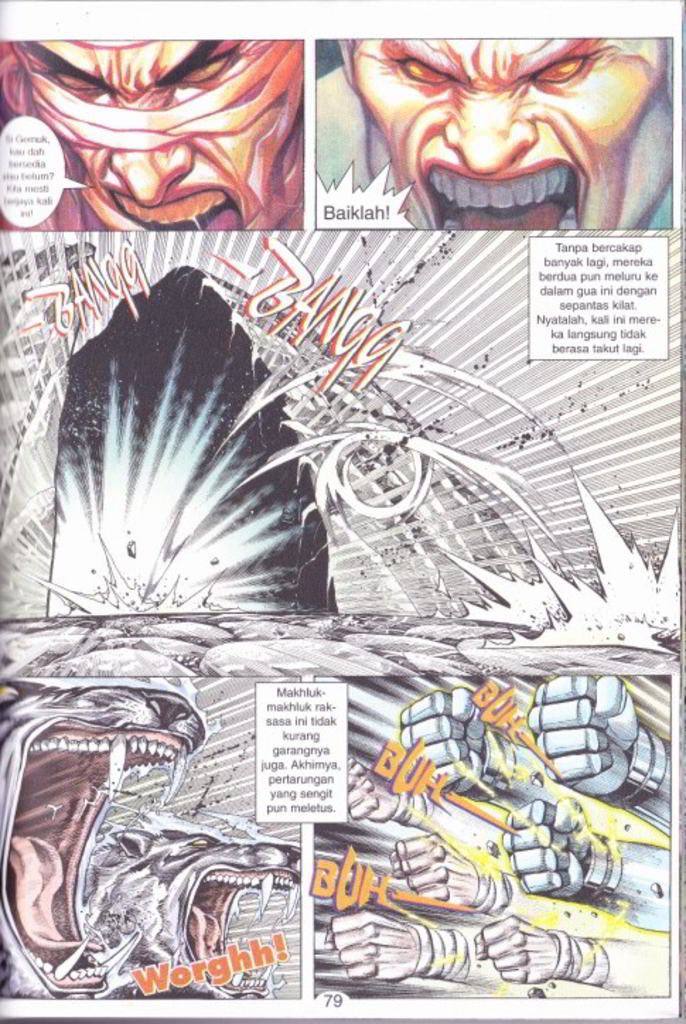 Si Gemuk,
kau dah
bersedia
atau belum?
Kita mesti
berjaya kali
ini!
Baiklah!
BANGG
BANGG
Tanpa bercakap
banyak lagi, mereka
berdua pun meluru ke
dalam gua ini dengan
sepantas kilat.
Nyatalah, kali ini mere-
ka langsung tidak
berasa takut lagi.
Makhluk-
makhluk rak-
sasa ini tidak
kurang
garangnya
juga. Akhirnya,
pertarungan
yang sengit
pun meletus.
Worghh!
BUH
BUH
BUH
79